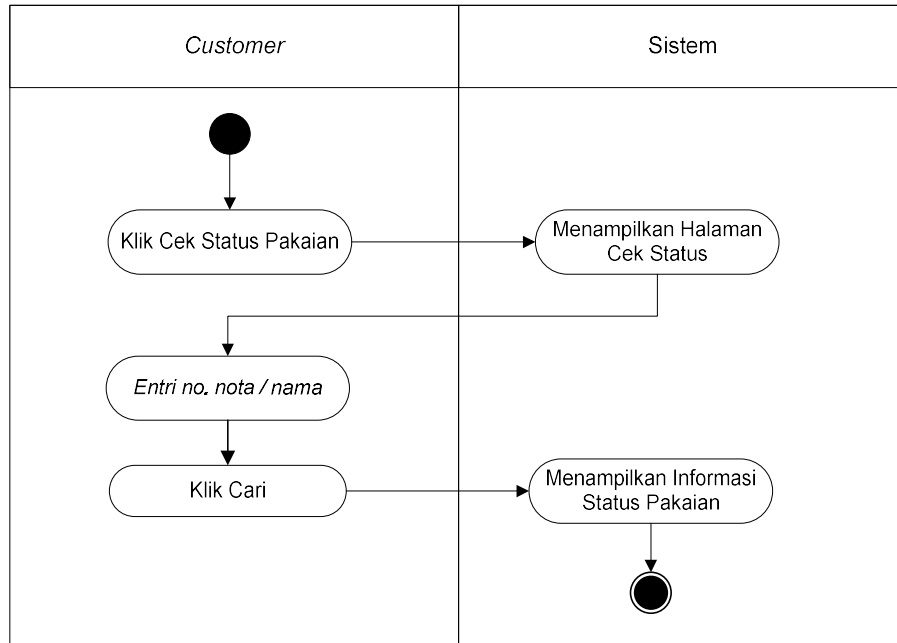 Customer
Sistem
Klik Cek Status Pakaian
Menampilkan Halaman
Cek Status
Entri no. nota / nama
Klik Cari
Menampilkan Informasi
Status Pakaian